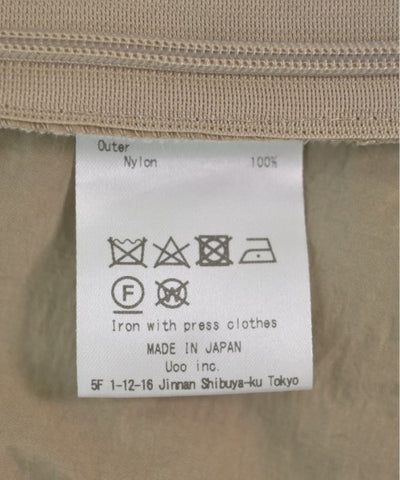 Outer
Nylon 100%
F W
Iron with press clothes
MADE IN JAPAN
Uoo inc.
5F 1-12-16 Jinnan Shibuya-ku Tokyo